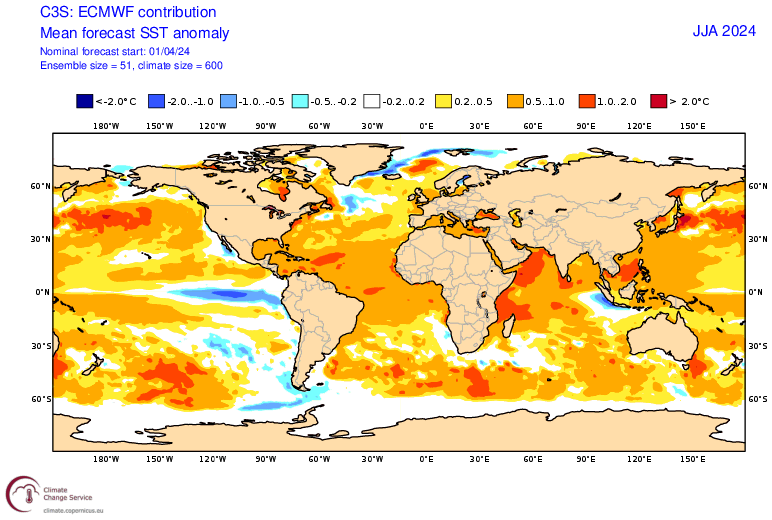 C3S: ECMWF contribution
Mean forecast SST anomaly
JJA 2024
Nominal forecast start: 01/04/24
Ensemble size = 51, climate size = 600
<-2.0°C -2.0..-1.0 -1.0..-0.5 -0.5..-0.2 -0.2..0.2 0.2..0.5 0.5..1.0 1.0..2.0 > 2.0°C
180°W 150°W 120°W 90°W 60°W 30°W 0°E 30°E 60°E 90°E 120°E 150°E
60°N 60°N
30°N 30°N
0°N 0°N
30°S 30°S
60°S 60°S
180°W 150°W 120°W 90°W 60°W 30°W 0°E 30°E 60°E 90°E 120°E 150°E
Climate
Change Service
climate.copernicus.eu